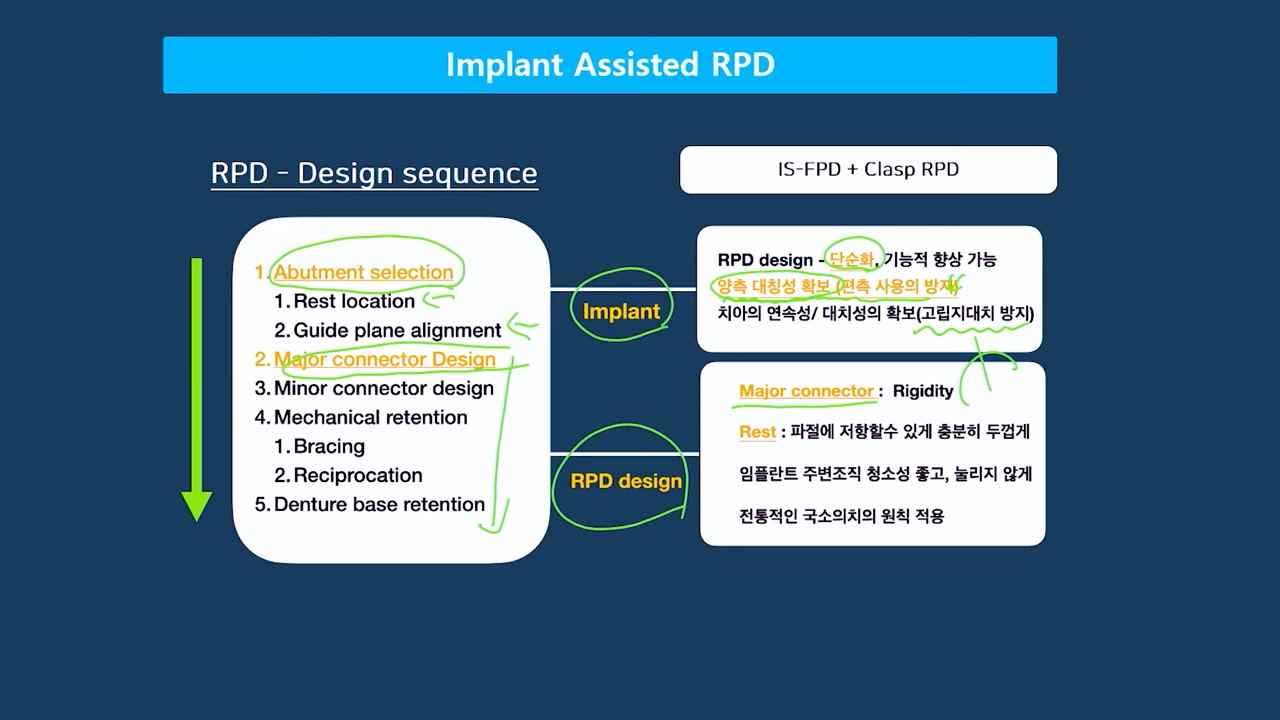 Implant Assisted RPD
RPD - Design sequence
1. Abutment selection
1. Rest location
2. Guide plane alignment
2. Major connector Design
3. Minor connector design
4. Mechanical retention
1. Bracing
2. Reciprocation
5. Denture base retention
Implant
RPD design
IS-FPD + Clasp RPD
RPD design - 단순화, 기능적 향상 가능
양측 대칭성 확보 (편측 사용의 방지)
치아의 연속성/ 대치성의 확보(고립지대치 방지)
Major connector : Rigidity
Rest : 파절에 저항할수 있게 충분히 두껍게
임플란트 주변조직 청소성 좋고, 눌리지 않게
전통적인 국소의치의 원칙 적용